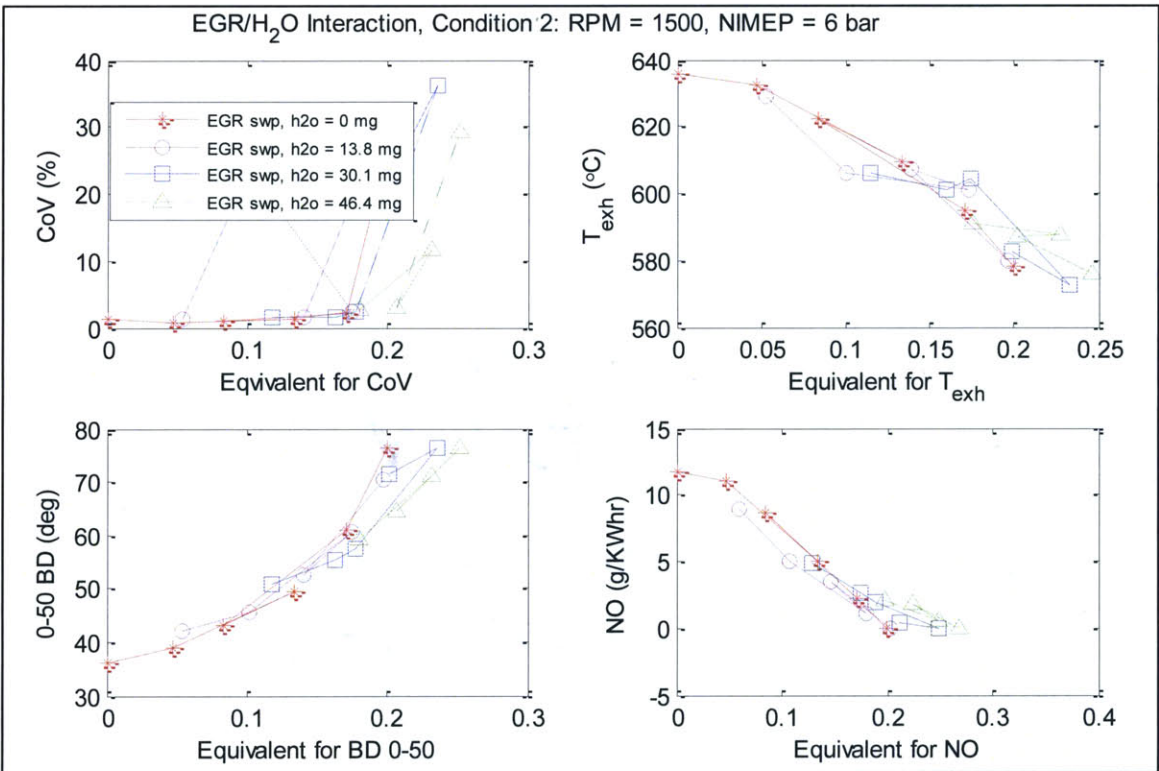 EGR/H2O Interaction, Condition 2: RPM = 1500, NIMEP = 6 bar
40
30
20
10
0
CoV (%)
EGR swp, h2o = 0 mg
EGR swp, h2o = 13.8 mg
EGR swp, h2o = 30.1 mg
EGR swp, h2o = 46.4 mg
0 0.1 0.2 0.3
Eqvivalent for CoV
640
620
600
580
560
Texh (oC)
0 0.05 0.1 0.15 0.2 0.25
Equivalent for Texh
80
70
60
50
40
30
0-50 BD (deg)
0 0.1 0.2 0.3
Equivalent for BD 0-50
15
10
5
0
-5
NO (g/KWhr)
0 0.1 0.2 0.3 0.4
Equivalent for NO